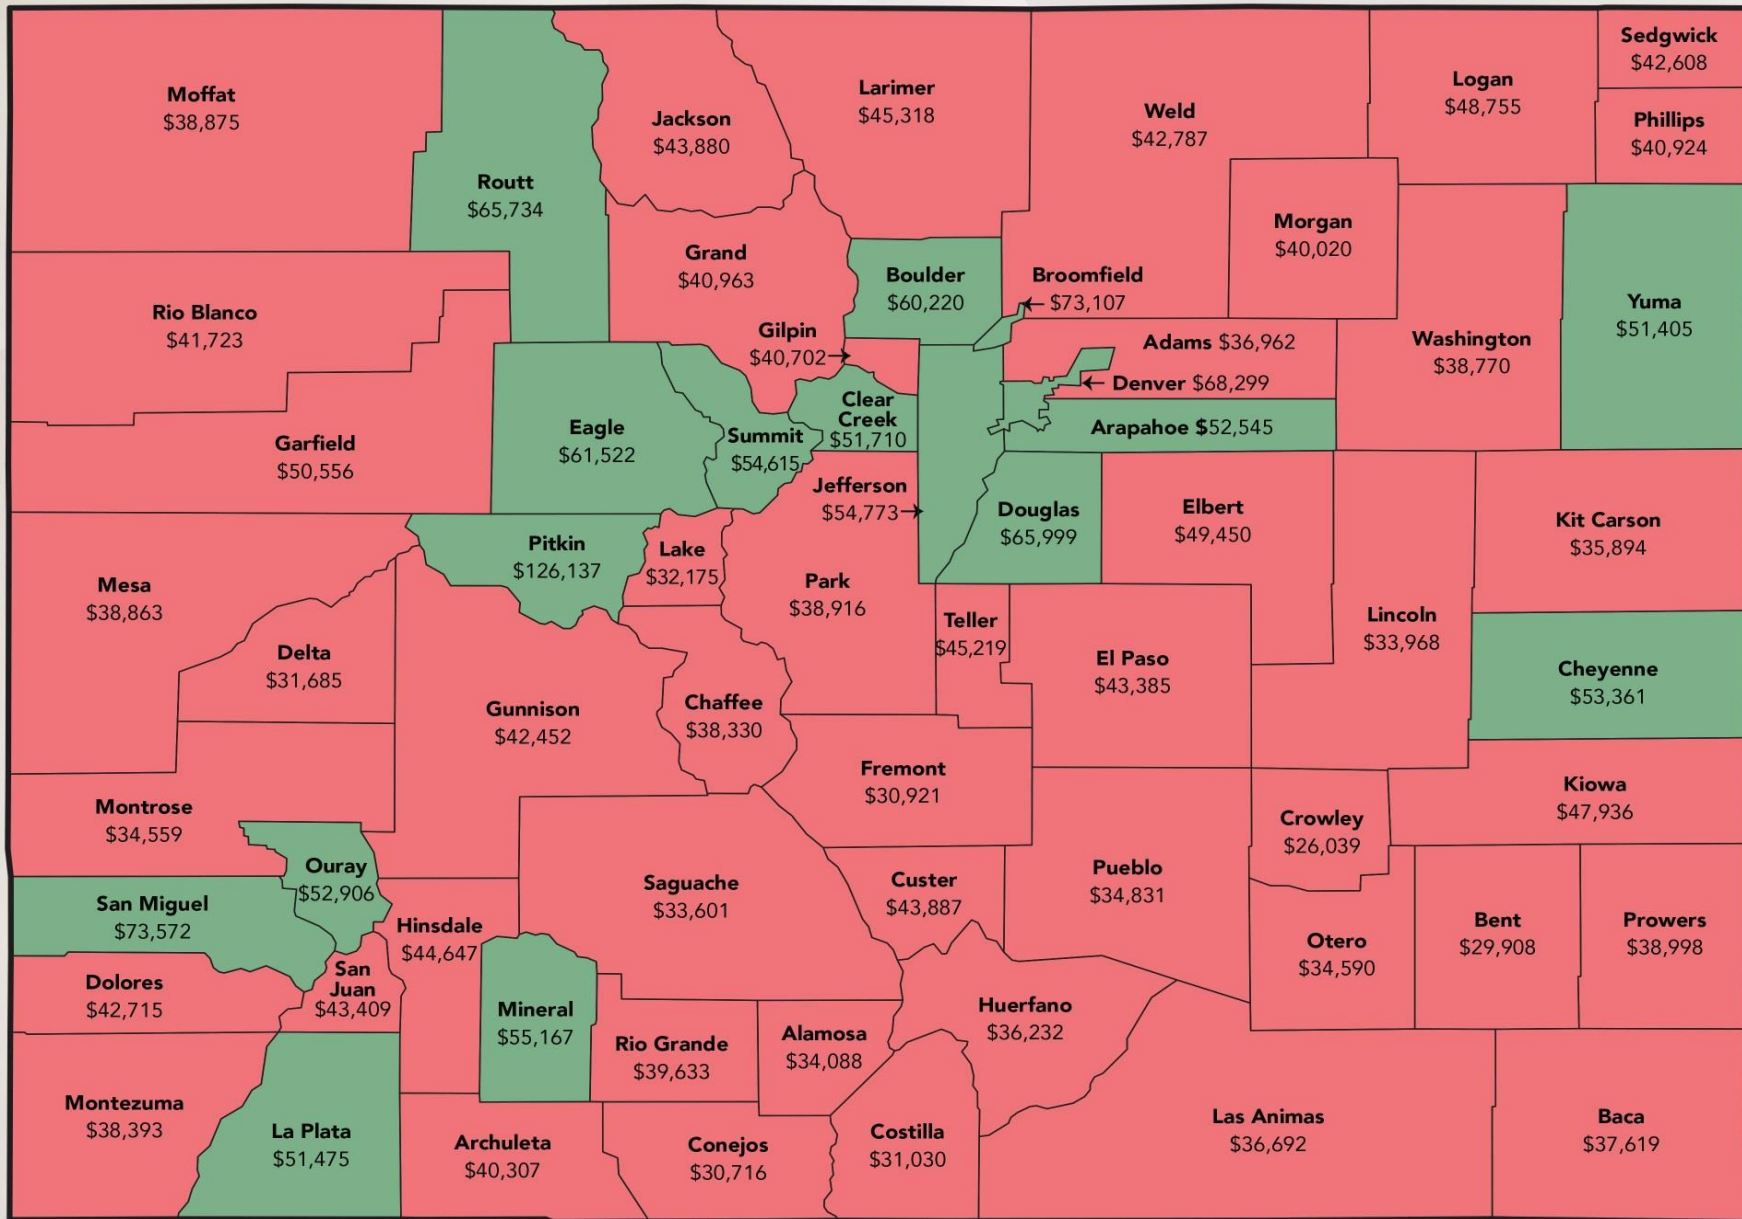 Moffat
$38,875
Routt
$65,734
Jackson
$43,880
Larimer
$45,318
Weld
$42,787
Logan
$48,755
Sedgwick
$42,608
Phillips
$40,924
Rio Blanco
$41,723
Grand
$40,963
Gilpin
$40,702
Boulder
$60,220
Broomfield
$73,107
Morgan
$40,020
Adams $36,962
Denver $68,299
Arapahoe $52,545
Washington
$38,770
Yuma
$51,405
Garfield
$50,556
Eagle
$61,522
Summit
$54,615
Clear
Creek
$51,710
Jefferson
$54,773
Douglas
$65,999
Elbert
$49,450
Kit Carson
$35,894
Mesa
$38,863
Delta
$31,685
Pitkin
$126,137
Lake
$32,175
Park
$38,916
Teller
$45,219
El Paso
$43,385
Lincoln
$33,968
Cheyenne
$53,361
Gunnison
$42,452
Chaffee
$38,330
Fremont
$30,921
Crowley
$26,039
Kiowa
$47,936
Montrose
$34,559
Ouray
$52,906
San Miguel
$73,572
Hinsdale
$44,647
Saguache
$33,601
Custer
$43,887
Pueblo
$34,831
Otero
$34,590
Bent
$29,908
Prowers
$38,998
Dolores
$42,715
San
Juan
$43,409
Mineral
$55,167
Rio Grande
$39,633
Alamosa
$34,088
Huerfano
$36,232
Montezuma
$38,393
La Plata
$51,475
Archuleta
$40,307
Conejos
$30,716
Costilla
$31,030
Las Animas
$36,692
Baca
$37,619